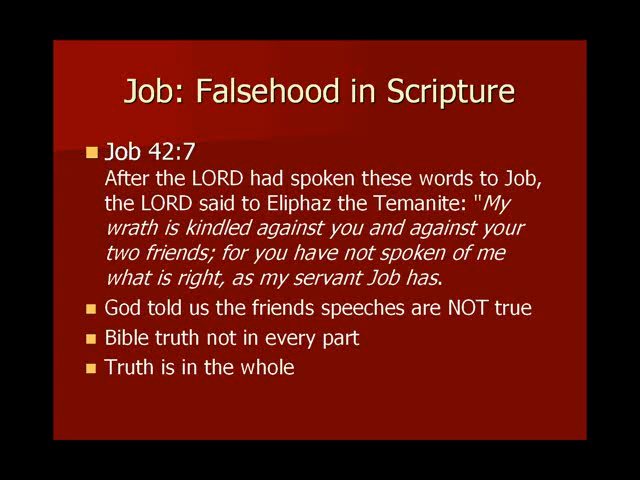 Job: Falsehood in Scripture
Job 42:7
After the LORD had spoken these words to Job,
the LORD said to Eliphaz the Temanite: "My
wrath is kindled against you and against your
two friends; for you have not spoken of me
what is right, as my servant Job has.
God told us the friends speeches are NOT true
Bible truth not in every part
Truth is in the whole